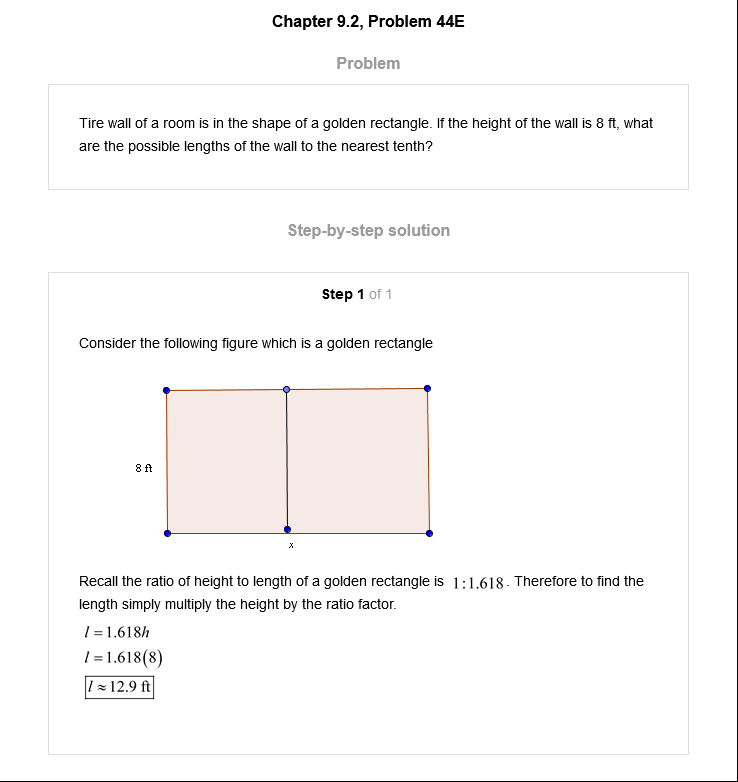 Chapter 9.2, Problem 44E
Problem
Tire wall of a room is in the shape of a golden rectangle. If the height of the wall is 8 ft, what
are the possible lengths of the wall to the nearest tenth?
Step-by-step solution
Step 1 of 1
Consider the following figure which is a golden rectangle
8 ft
x
Recall the ratio of height to length of a golden rectangle is 1:1.618. Therefore to find the
length simply multiply the height by the ratio factor.
l = 1.618h
l = 1.618(8)
l ≈ 12.9 ft